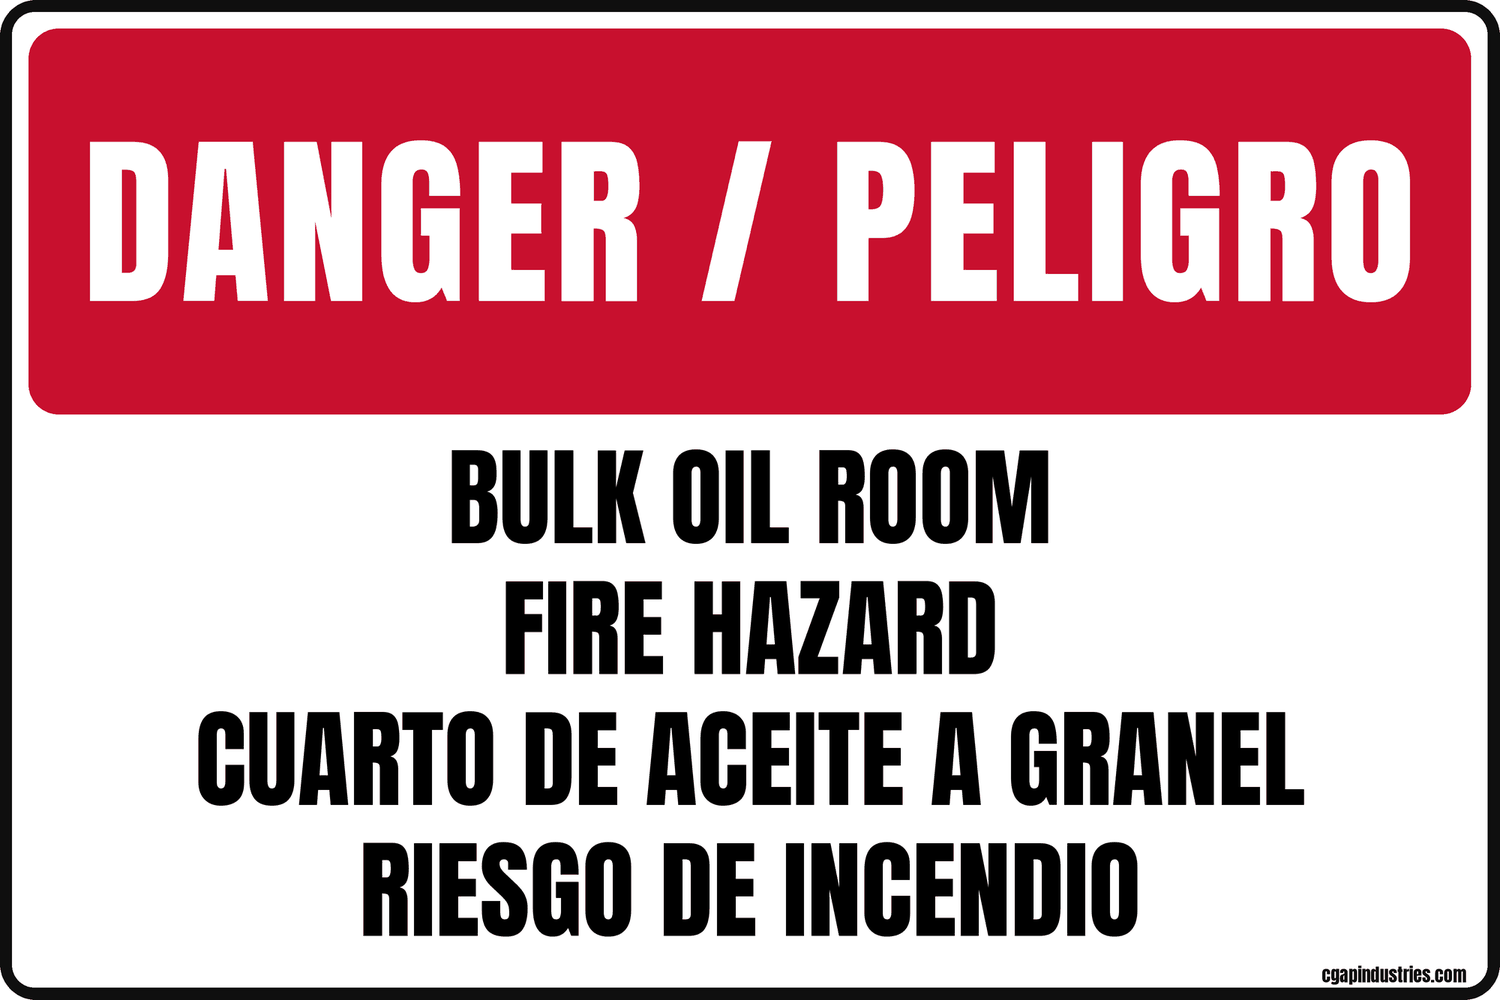 DANGER / PELIGRO
BULK OIL ROOM
FIRE HAZARD
CUARTO DE ACEITE A GRANEL
RIESGO DE INCENDIO
cgapindustries.com